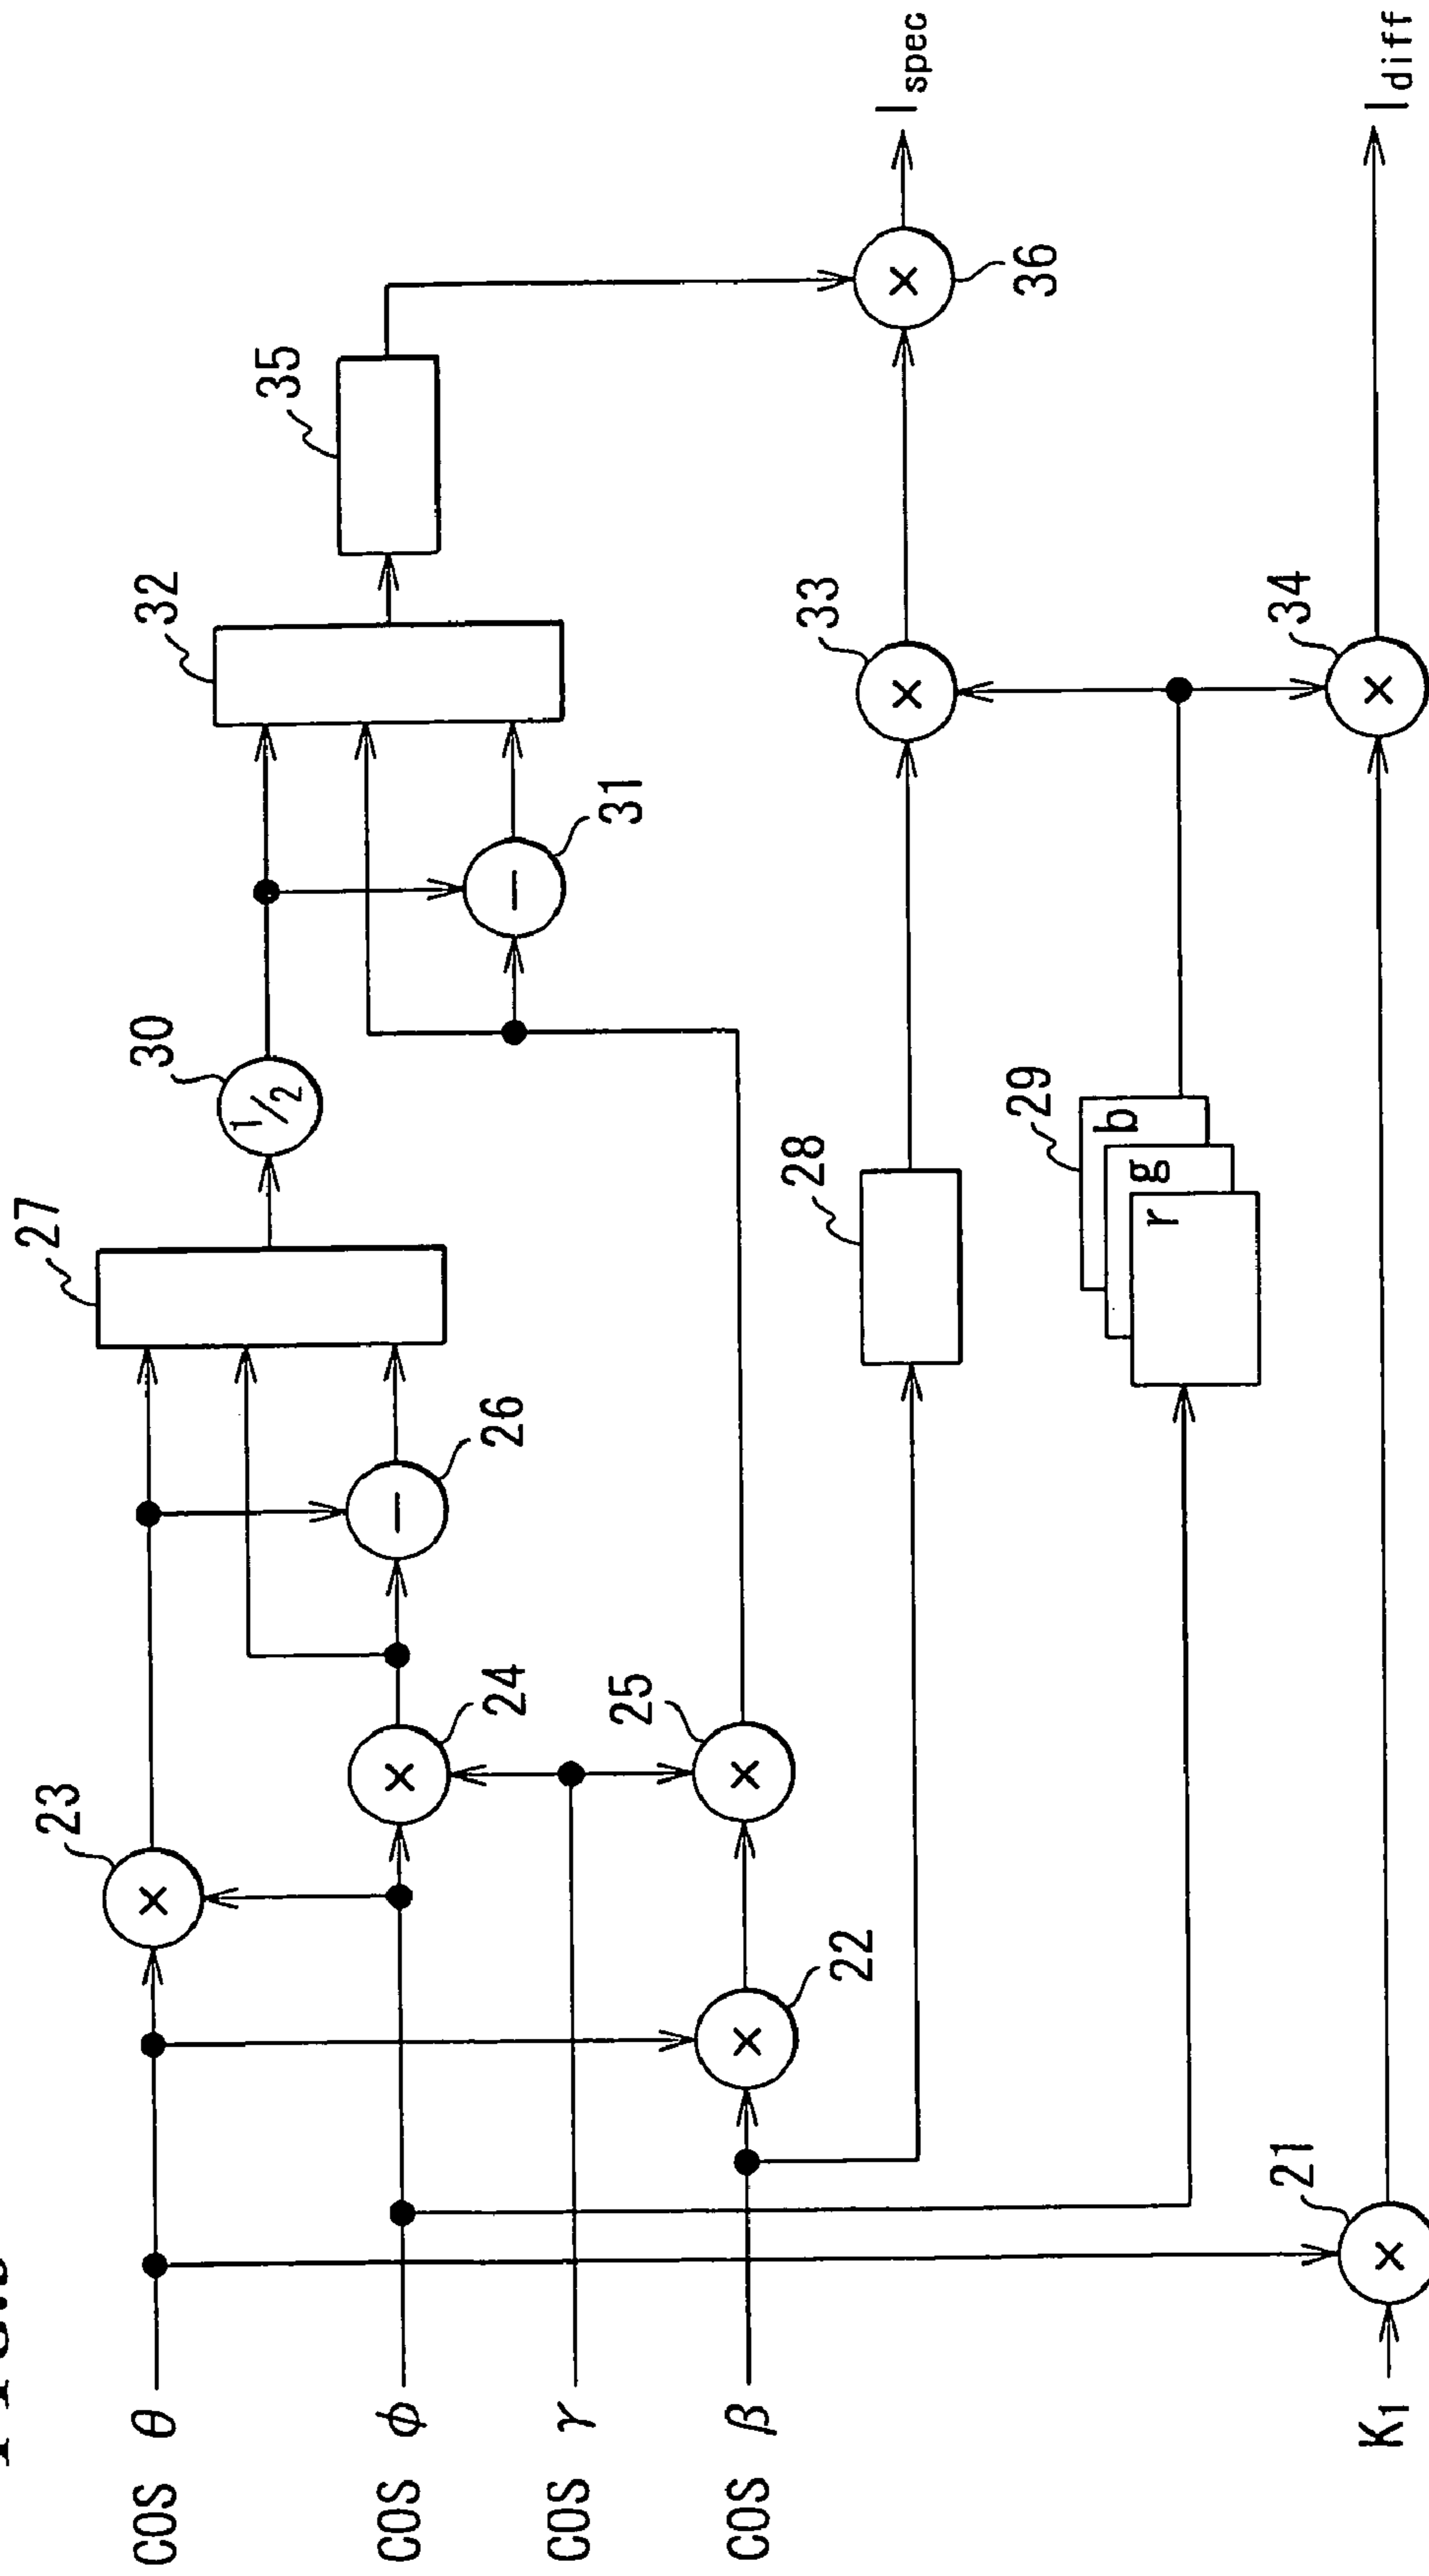 COS θ
COS φ
COS γ
COS β
K1
21
×
22
×
23
×
24
×
25
×
26
−
27
28
29
r
g
b
30
1/2
31
−
32
33
×
34
×
35
36
×
Ispec
Idiff